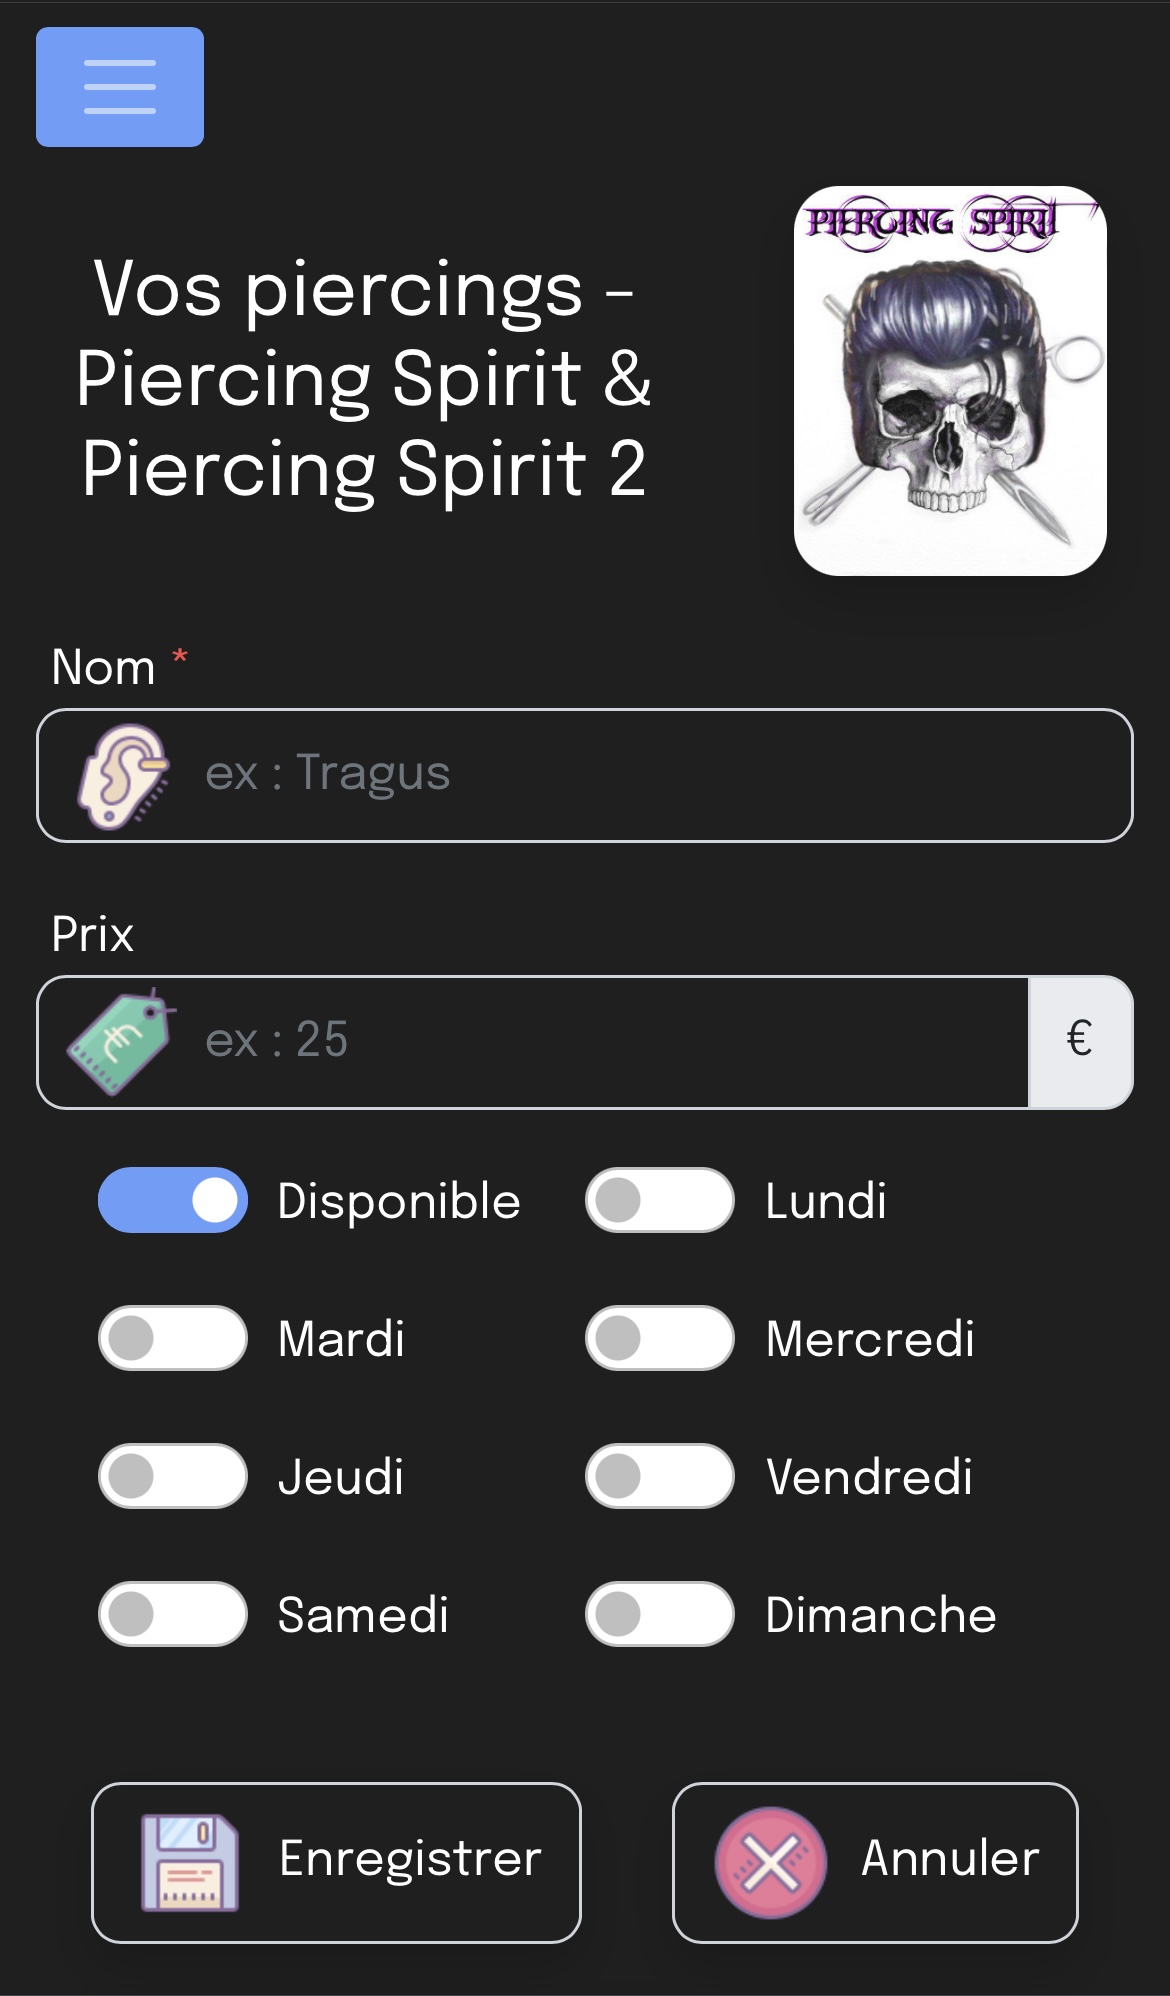 PIERCING SPIRIT
Vos piercings -
Piercing Spirit &
Piercing Spirit 2
Nom *
ex : Tragus
Prix
ex : 25
€
Disponible
Lundi
Mardi
Mercredi
Jeudi
Vendredi
Samedi
Dimanche
Enregistrer
Annuler